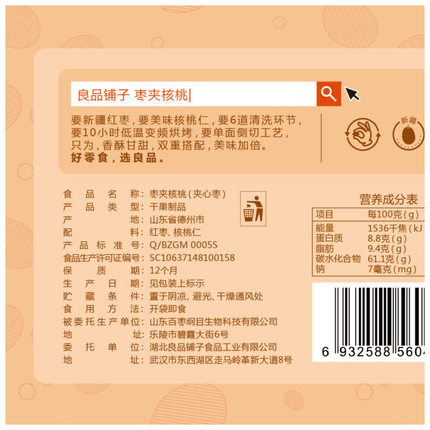 良品铺子 枣夹核桃
要新疆红枣，要美味核桃仁，要6道清洗环节，
要10小时低温变频烘烤，要单面侧切工艺，
只为，香酥甘甜，双重搭配，美味加倍。
好零食，选良品。
新疆
食品名称：枣夹核桃（夹心枣）
产品类型：干果制品
产地：山东省德州市
配料：红枣、核桃仁
产品标准号：Q/BZGM 0005S
食品生产许可证编号：SC10637148100158
保质期：12个月
生产日期：见包装上标示
贮藏条件：置于阴凉、避光、干燥通风处
食用方法：开袋即食
被委托生产单位：山东百枣纲目生物科技有限公司
地址：乐陵市碧霞大街6号
委托单位：湖北良品铺子食品工业有限公司
地址：武汉市东西湖区走马岭革新大道8号
营养成分表
项目 每100克(g)
能量 1536千焦(kJ
蛋白质 8.8克(g)
脂肪 9.4克(g)
碳水化合物 61.1克(g)
钠 7毫克(mg)
6 932588 560